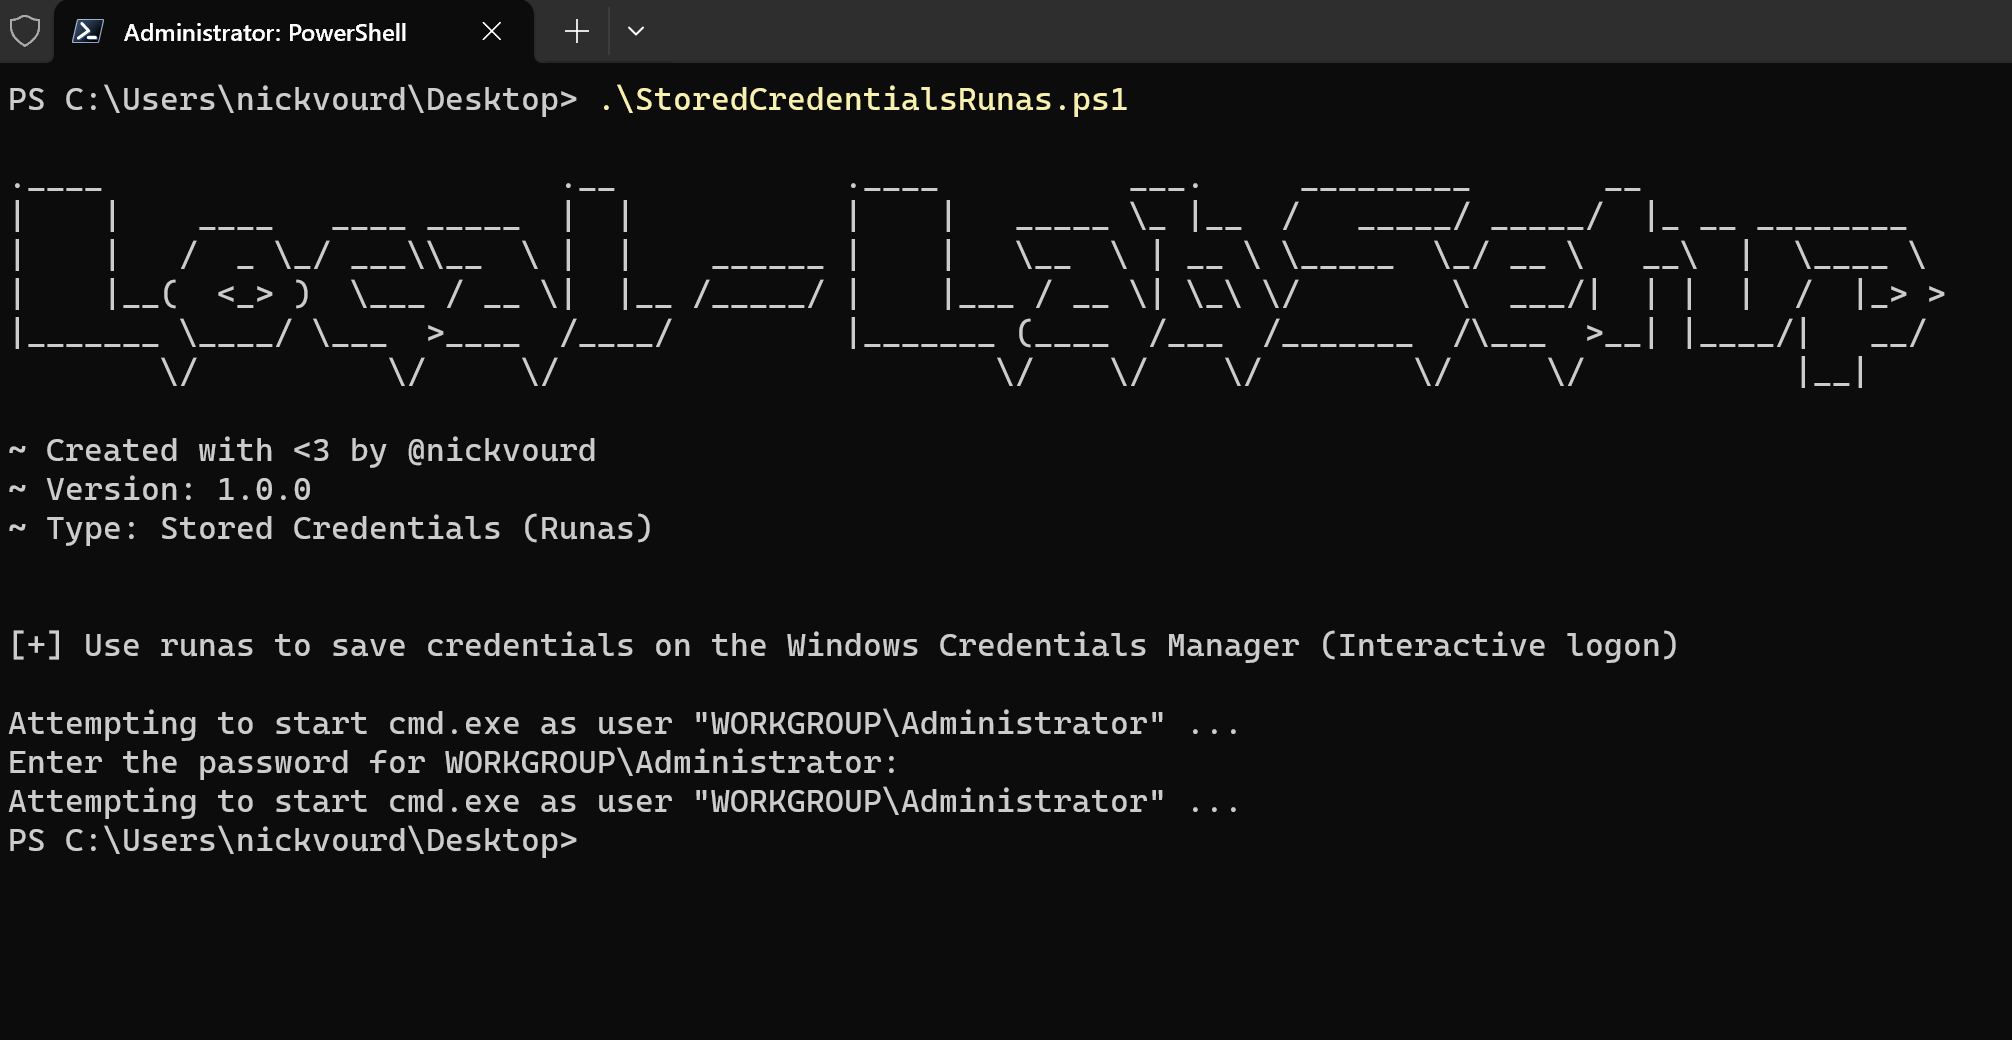 Administrator: PowerShell
PS C:\Users\nickvourd\Desktop> .\StoredCredentialsRunas.ps1
Local-LabSetup
~ Created with <3 by @nickvourd
~ Version: 1.0.0
~ Type: Stored Credentials (Runas)
[+] Use runas to save credentials on the Windows Credentials Manager (Interactive logon)
Attempting to start cmd.exe as user "WORKGROUP\Administrator" ...
Enter the password for WORKGROUP\Administrator:
Attempting to start cmd.exe as user "WORKGROUP\Administrator" ...
PS C:\Users\nickvourd\Desktop>